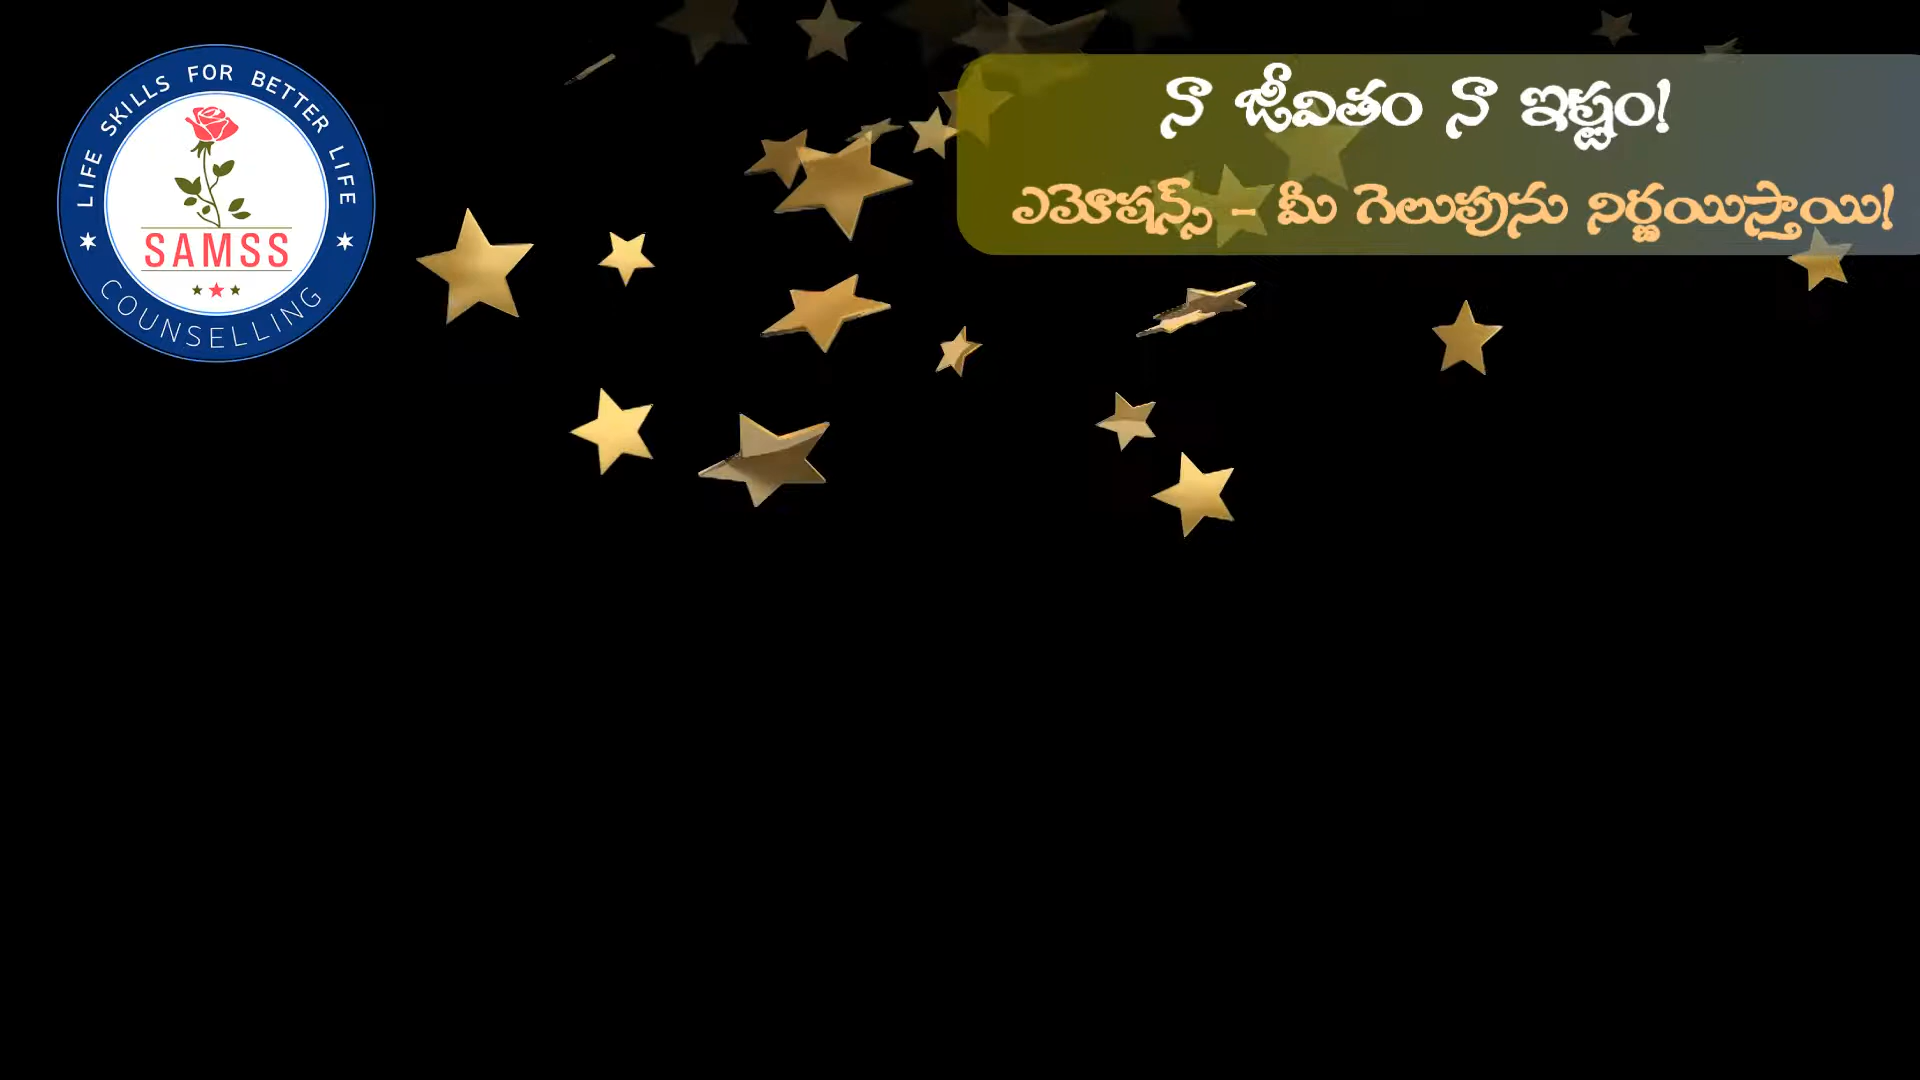 LIFE SKILLS FOR BETTER LIFE
SAMSS
COUNSELLING
నా జీవితం నా ఇష్టం!
ఎమోషన్స్ - మీ గెలుపును నిర్ణయిస్తాయి!